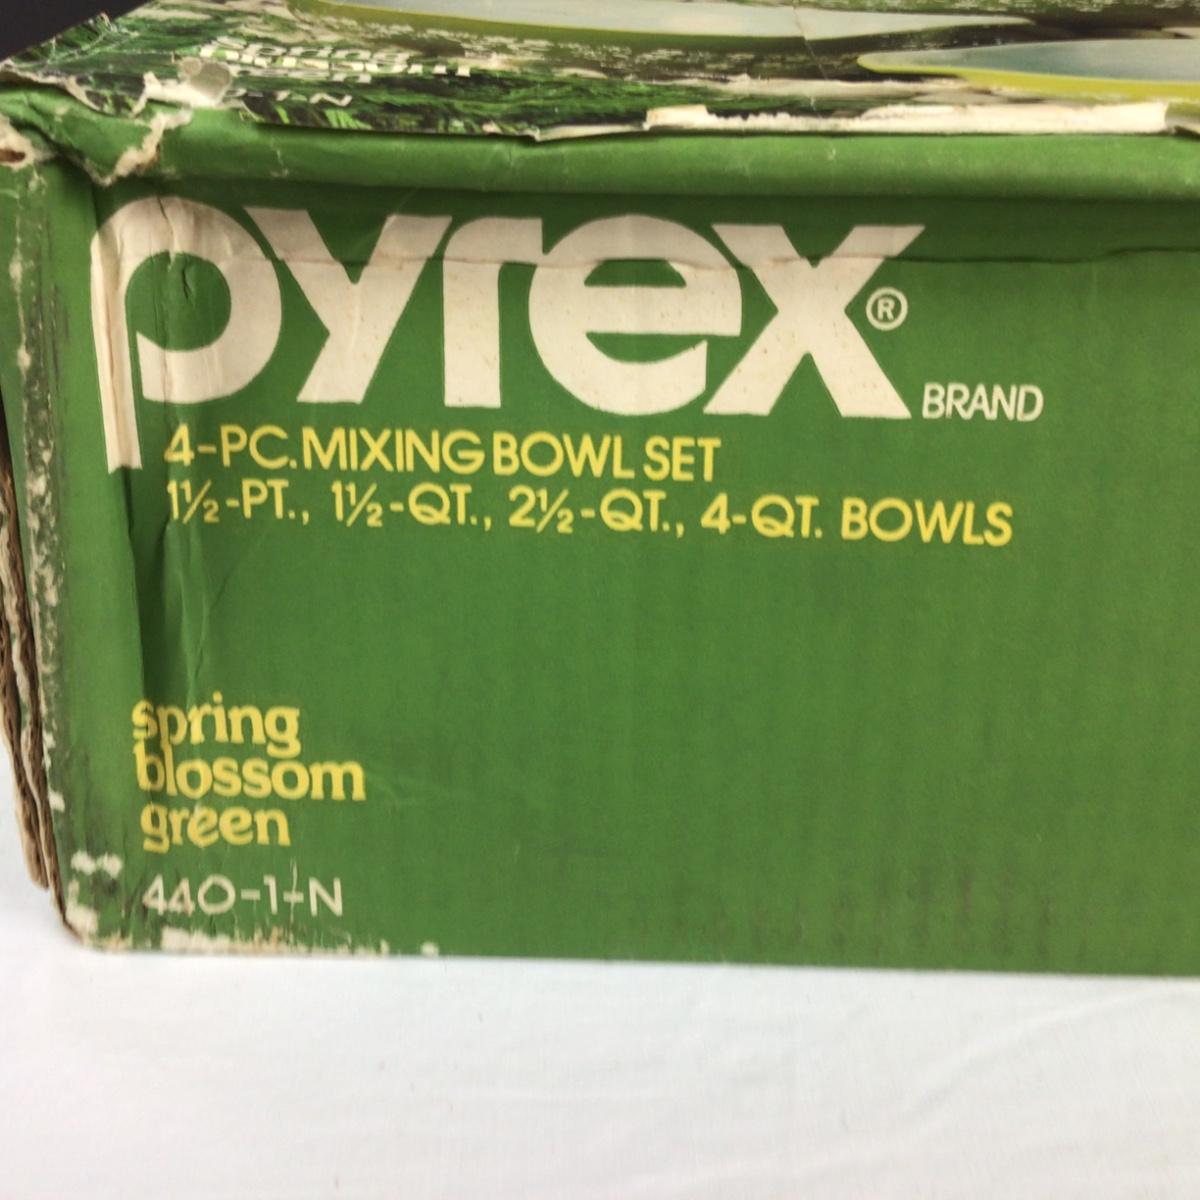 pyrex® BRAND
4-PC. MIXING BOWL SET
1½-PT., 1½-QT., 2½-QT., 4-QT. BOWLS
spring
blossom
green
440-1-N